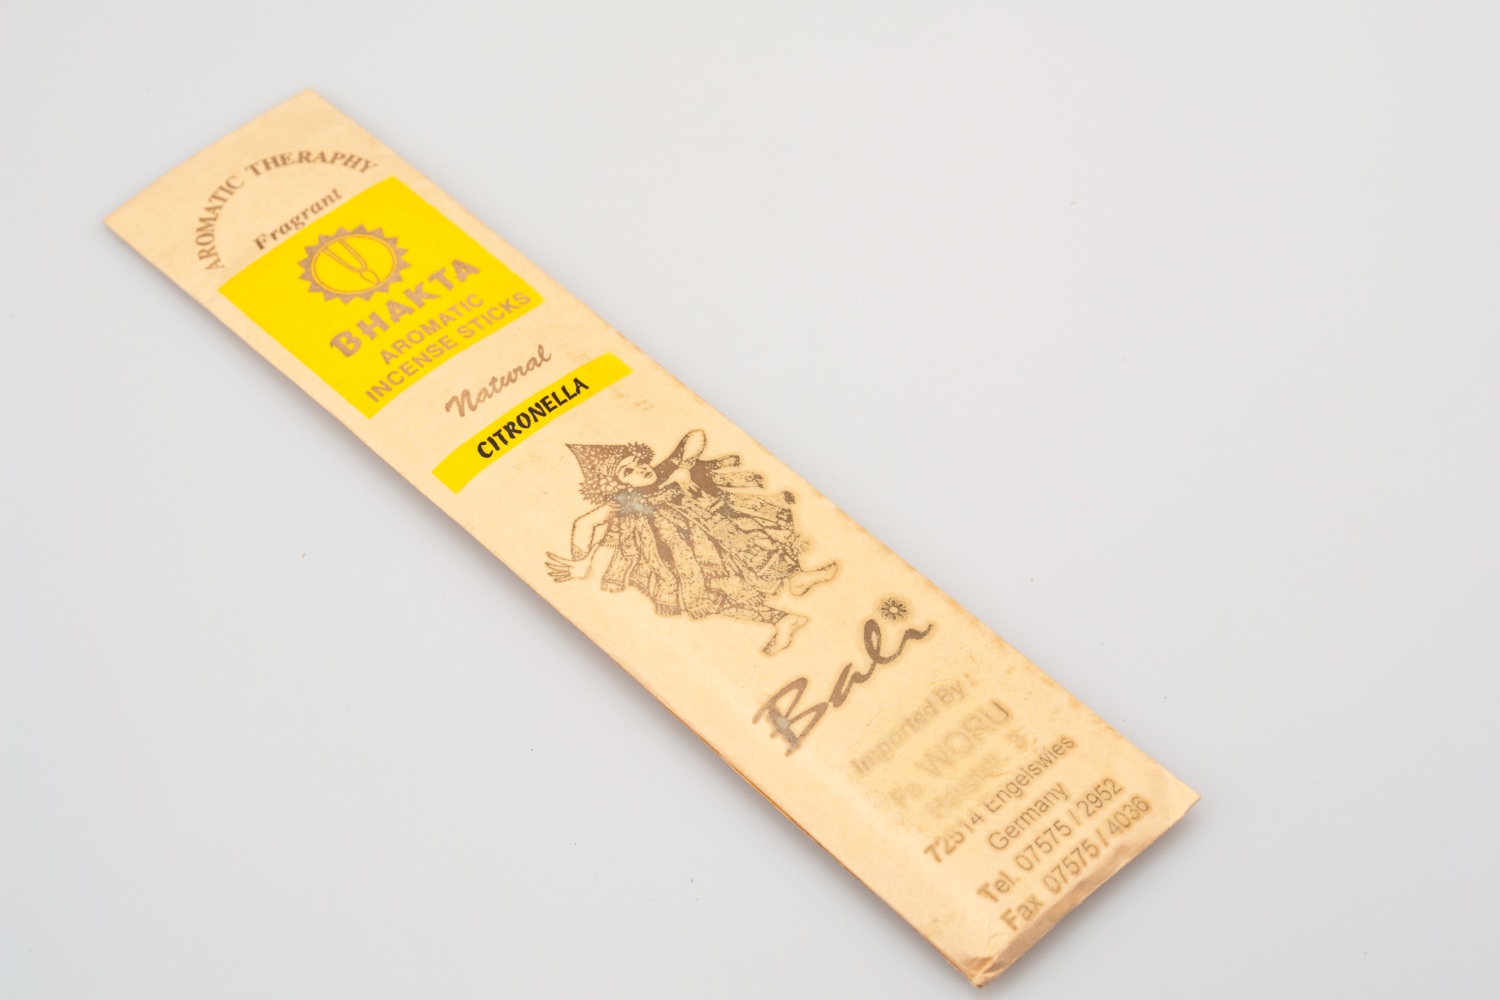 AROMATIC THERAPHY
Fragrant
BHAKTA
AROMATIC
INCENSE STICKS
Natural
CITRONELLA
Bali
Imported By :
Fa. WORU
72514 Engelswies
Germany
Tel. 07575 / 2952
Fax 07575 / 4036